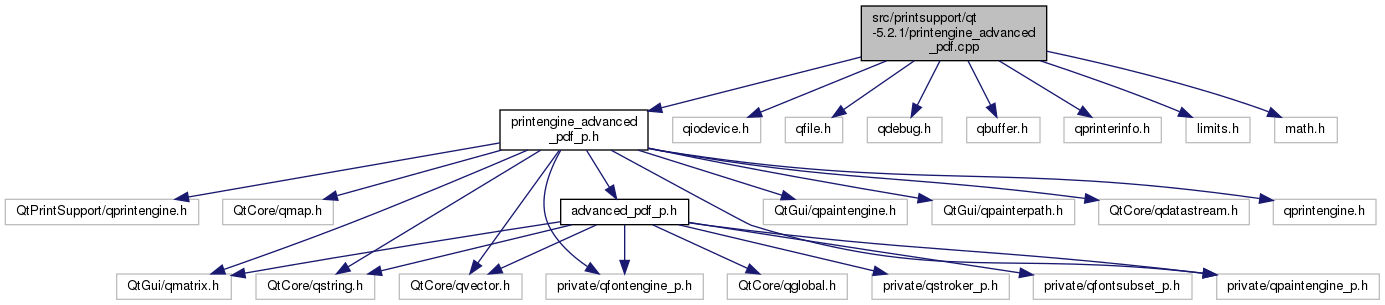 src/printsupport/qt
-5.2.1/printengine_advanced
_pdf.cpp
printengine_advanced
_pdf_p.h
qiodevice.h
qfile.h
qdebug.h
qbuffer.h
qprinterinfo.h
limits.h
math.h
QtPrintSupport/qprintengine.h
QtCore/qmap.h
advanced_pdf_p.h
QtGui/qpaintengine.h
QtGui/qpainterpath.h
QtCore/qdatastream.h
qprintengine.h
QtGui/qmatrix.h
QtCore/qstring.h
QtCore/qvector.h
private/qfontengine_p.h
QtCore/qglobal.h
private/qstroker_p.h
private/qfontsubset_p.h
private/qpaintengine_p.h